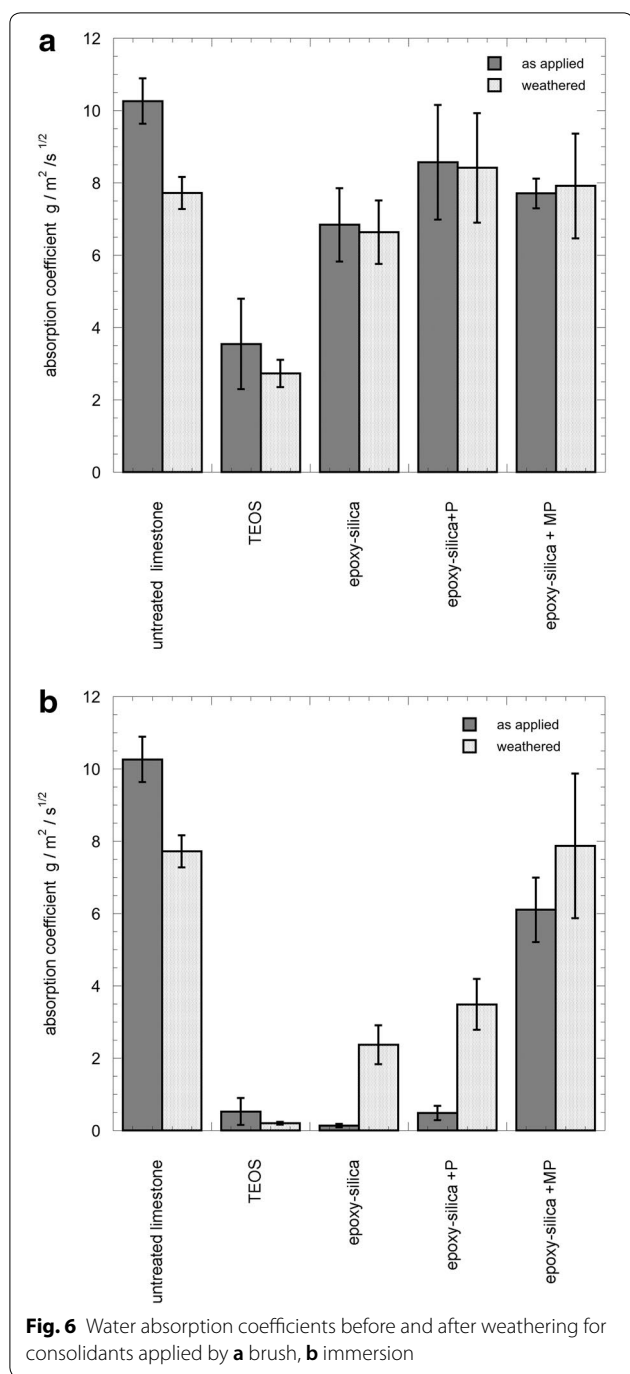 a
12
10
8
6
4
2
0
absorption coefficient g / m² /s ¹/²
as applied
weathered
untreated limestone
TEOS
epoxy-silica
epoxy-silica+P
epoxy-silica + MP
b
12
10
8
6
4
2
0
absorption coefficient g / m² / s ¹/²
as applied
weathered
untreated limestone
TEOS
epoxy-silica
epoxy-silica +P
epoxy-silica +MP
Fig. 6 Water absorption coefficients before and after weathering for
consolidants applied by a brush, b immersion